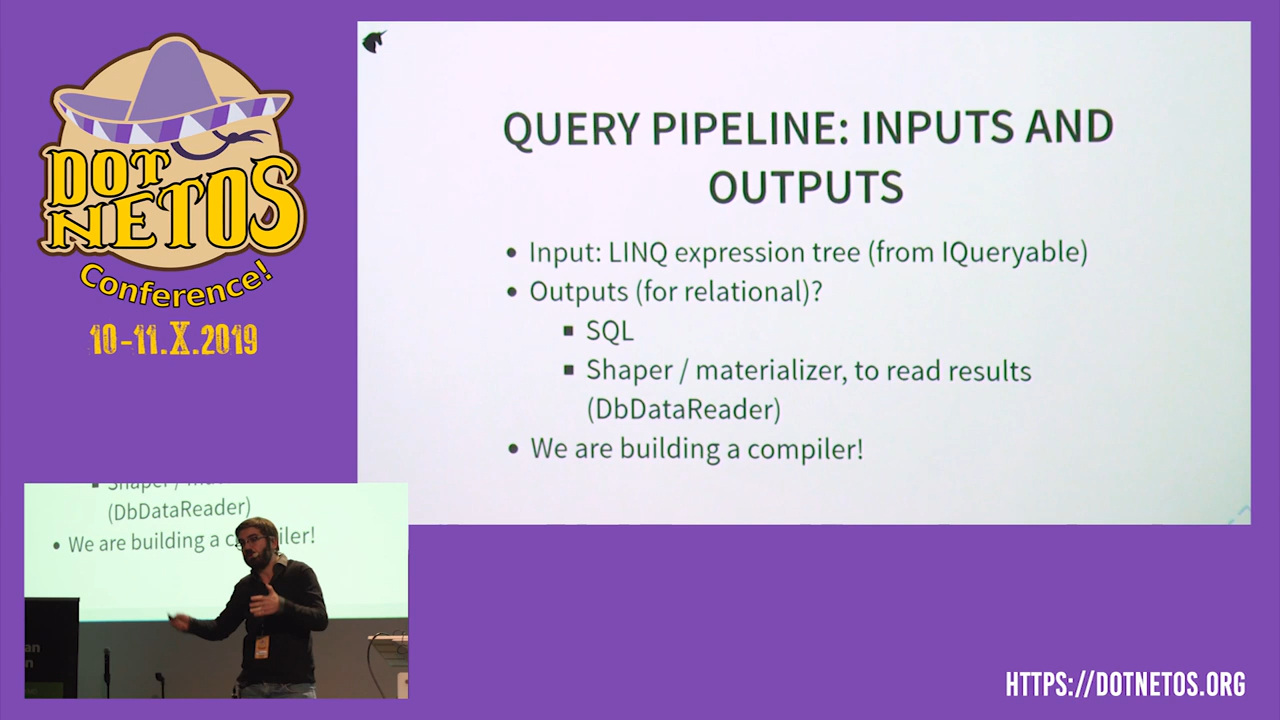 DOT
NETOS
Conference!
10-11.X.2019
QUERY PIPELINE: INPUTS AND
OUTPUTS
• Input: LINQ expression tree (from IQueryable)
• Outputs (for relational)?
▪ SQL
▪ Shaper / materializer, to read results
(DbDataReader)
• We are building a compiler!
(DbDataReader)
• We are building a
HTTPS://DOTNETOS.ORG